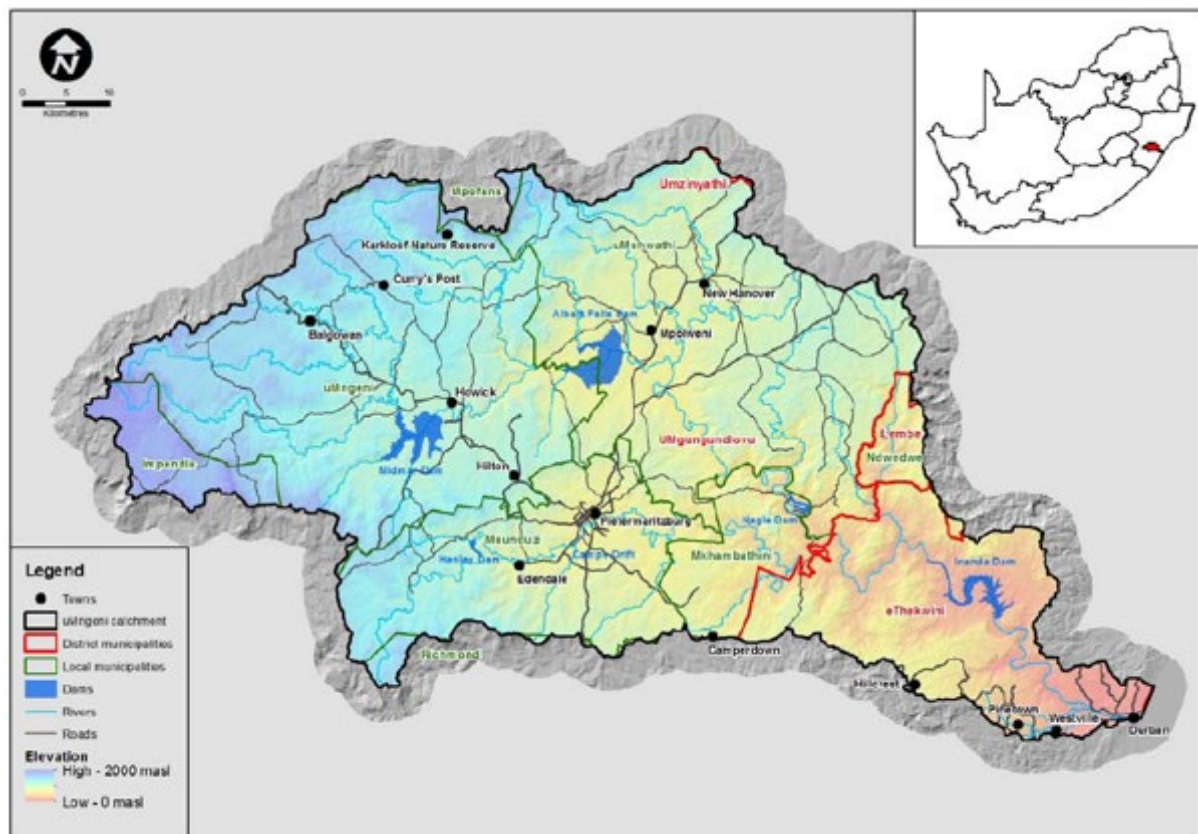 N
0 5 10
Kilometres
Mpofana
Umzinyathi
Karkloof Nature Reserve
uMshwathi
Curry's Post
New Hanover
Albert Falls Dam
Balgowan
Mpolweni
uMngeni
Howick
UMgungundlovu
iLembe
Ndwedwe
Impendle
Midmar Dam
Hilton
Pietermaritzburg
Nagle Dam
Msunduzi
Camps Drift
Mkhambathini
Henley Dam
Inanda Dam
Edendale
eThekwini
Richmond
Camperdown
Hillcrest
Pinetown
Westville
Durban
Legend
Towns
uMngeni catchment
District municipalities
Local municipalities
Dams
Rivers
Roads
Elevation
High - 2000 masl
Low - 0 masl